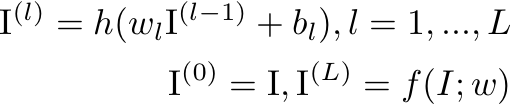 I^{(l)} = h(w_l I^{(l-1)} + b_l), l = 1, ..., L
I^{(0)} = I, I^{(L)} = f(I; w)